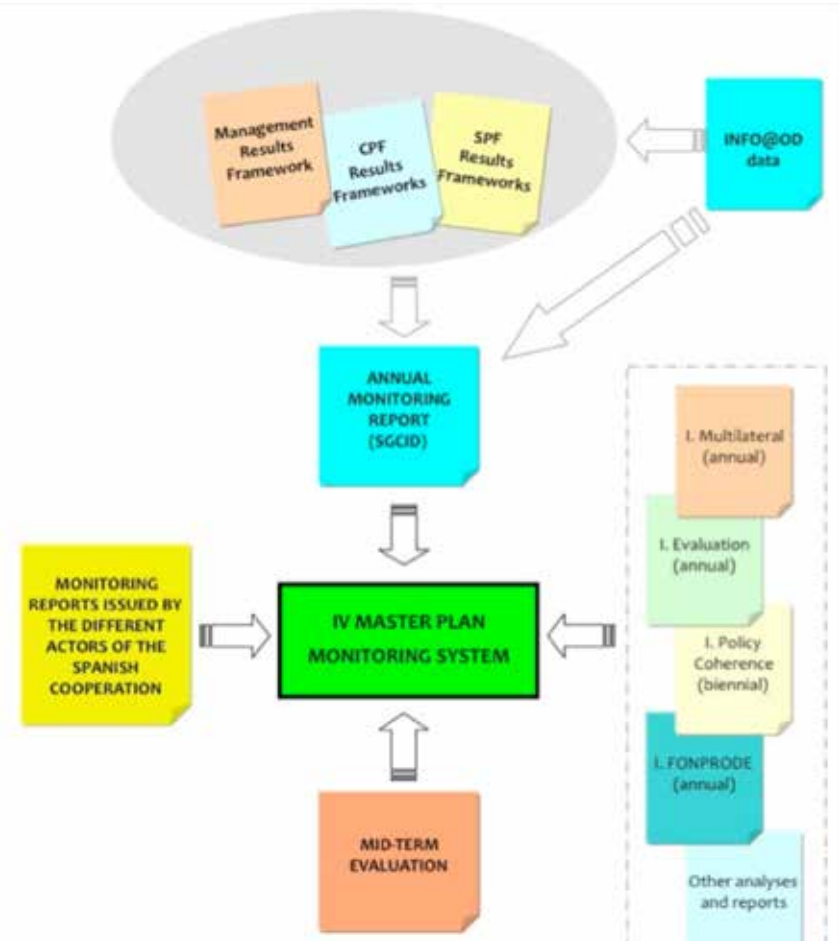 Management
Results
Framework
CPF
Results
Frameworks
SPF
Results
Frameworks
INFO@OD
data
ANNUAL
MONITORING
REPORT
(SGCID)
I. Multilateral
(annual)
I. Evaluation
(annual)
I. Policy
Coherence
(biennial)
I. FONPRODE
(annual)
Other analyses
and reports
MONITORING
REPORTS ISSUED BY
THE DIFFERENT
ACTORS OF THE
SPANISH
COOPERATION
IV MASTER PLAN
MONITORING SYSTEM
MID-TERM
EVALUATION